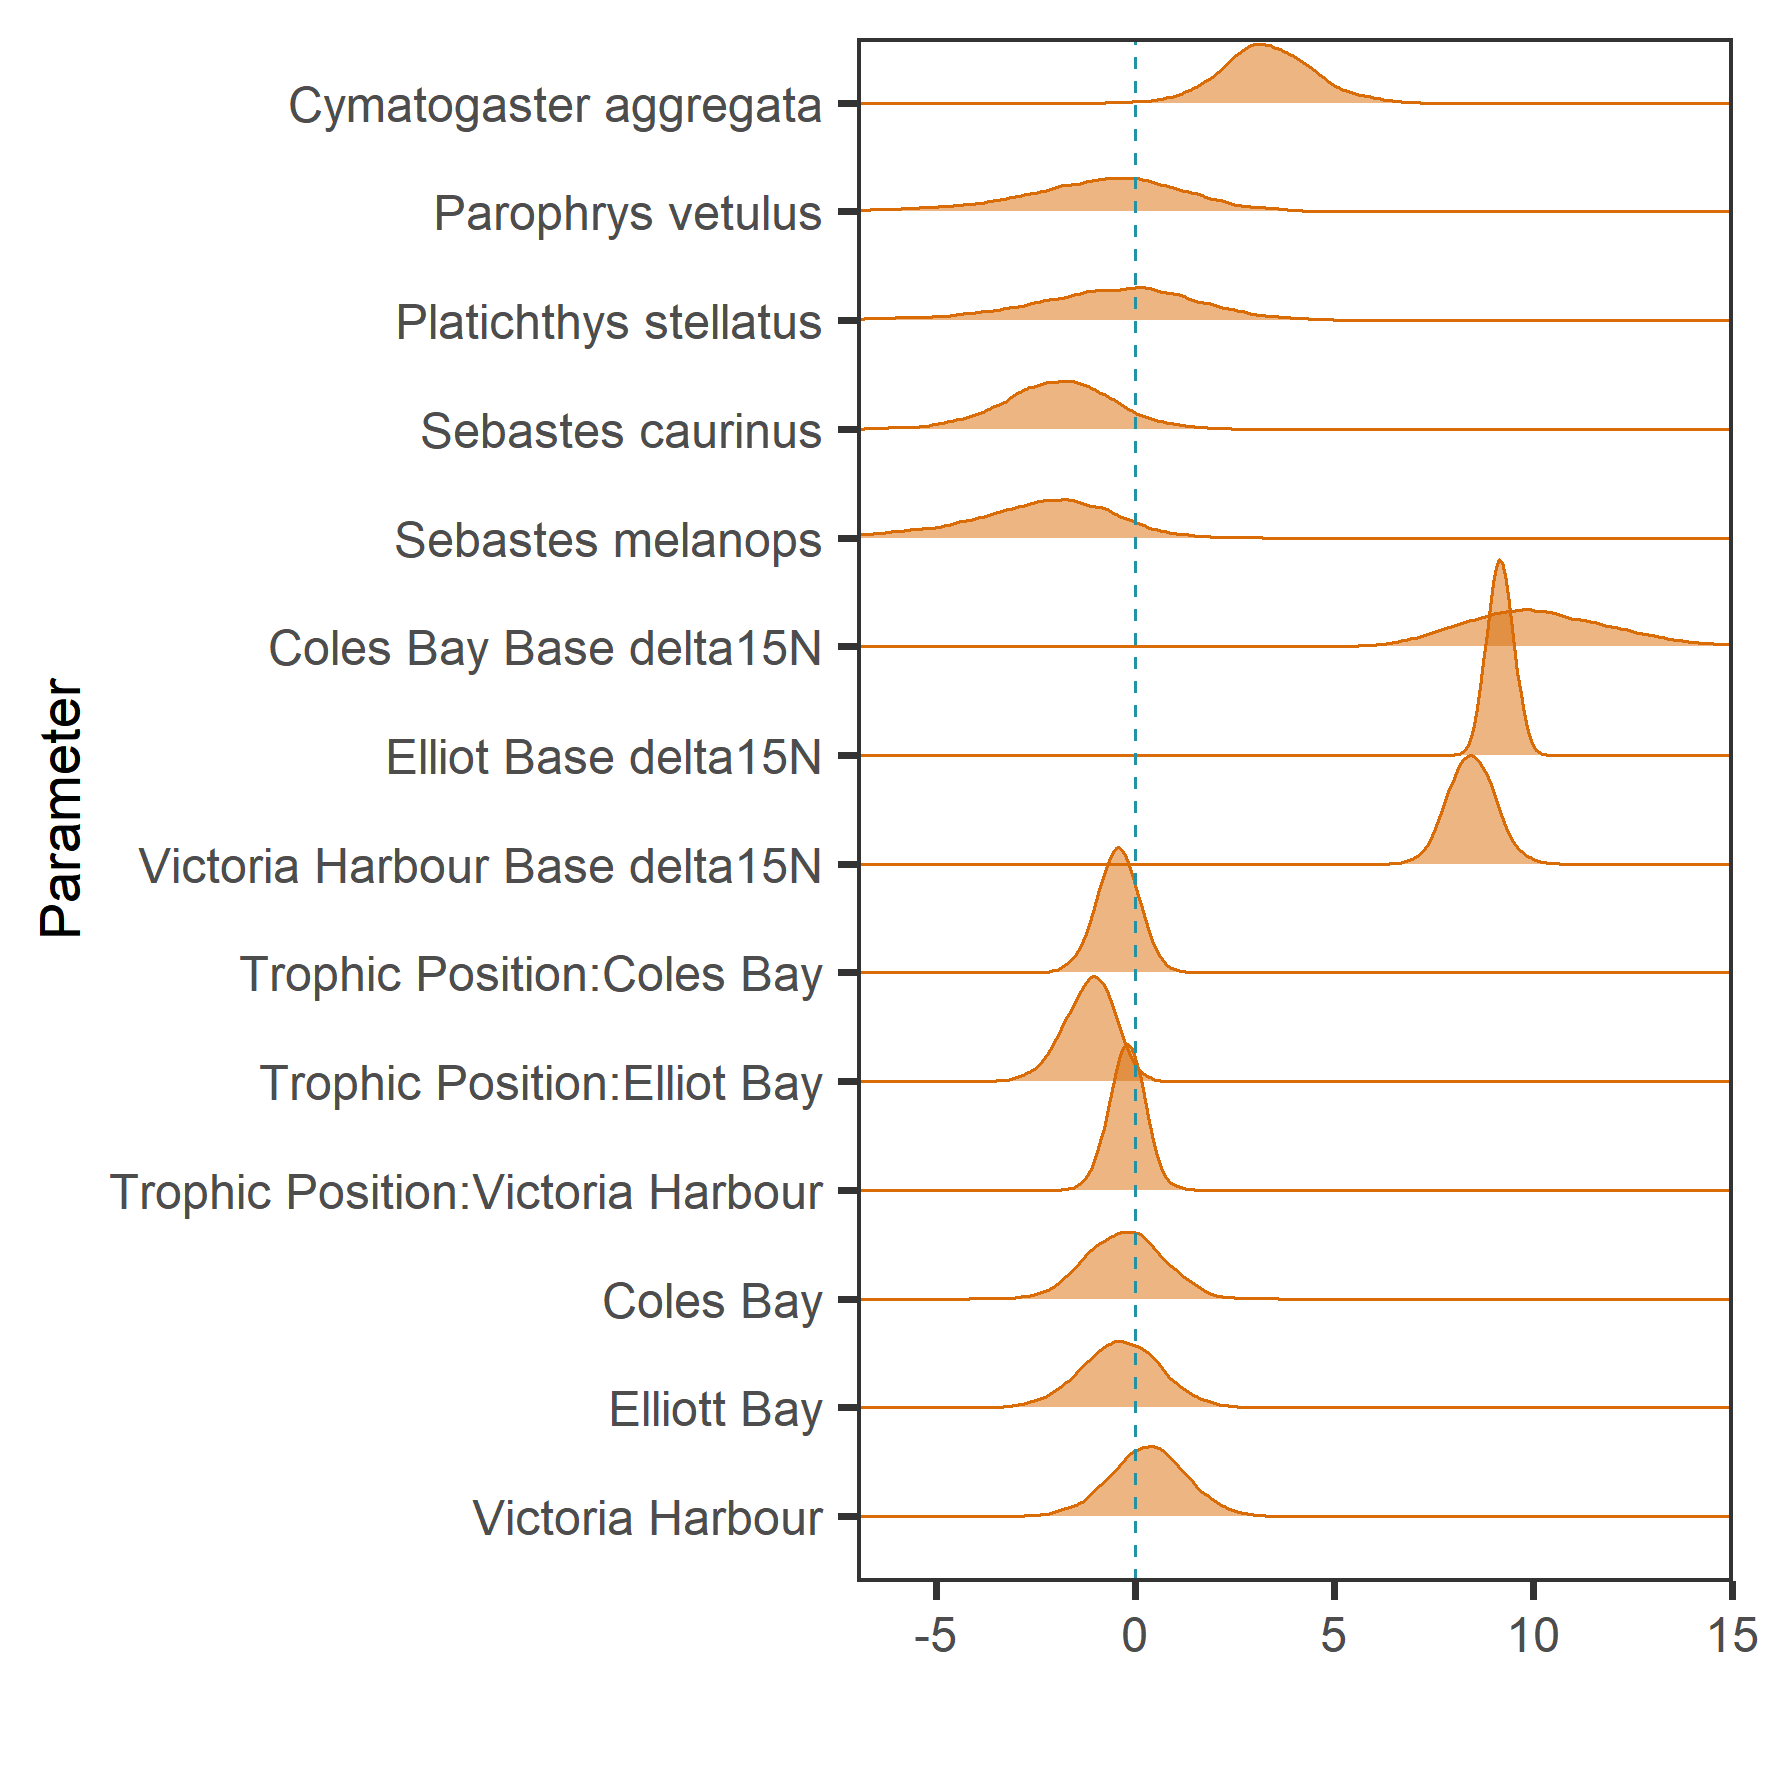 Cymatogaster aggregata
Parophrys vetulus
Platichthys stellatus
Sebastes caurinus
Sebastes melanops
Coles Bay Base delta15N
Elliot Base delta15N
Victoria Harbour Base delta15N
Trophic Position:Coles Bay
Trophic Position:Elliot Bay
Trophic Position:Victoria Harbour
Coles Bay
Elliott Bay
Victoria Harbour
Parameter
-5 0 5 10 15